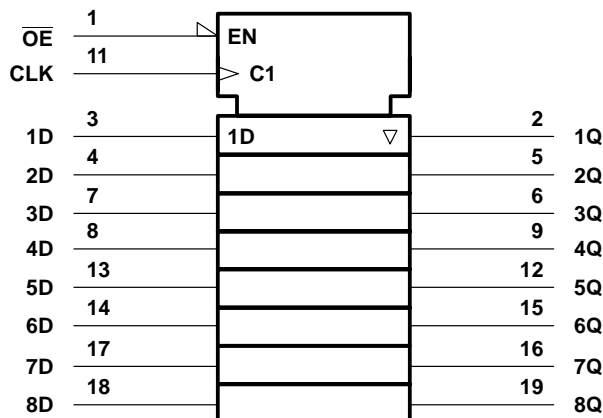 1
OE EN
11
CLK C1
3 2
1D 1D 1Q
4 5
2D 2Q
7 6
3D 3Q
8 9
4D 4Q
13 12
5D 5Q
14 15
6D 6Q
17 16
7D 7Q
18 19
8D 8Q